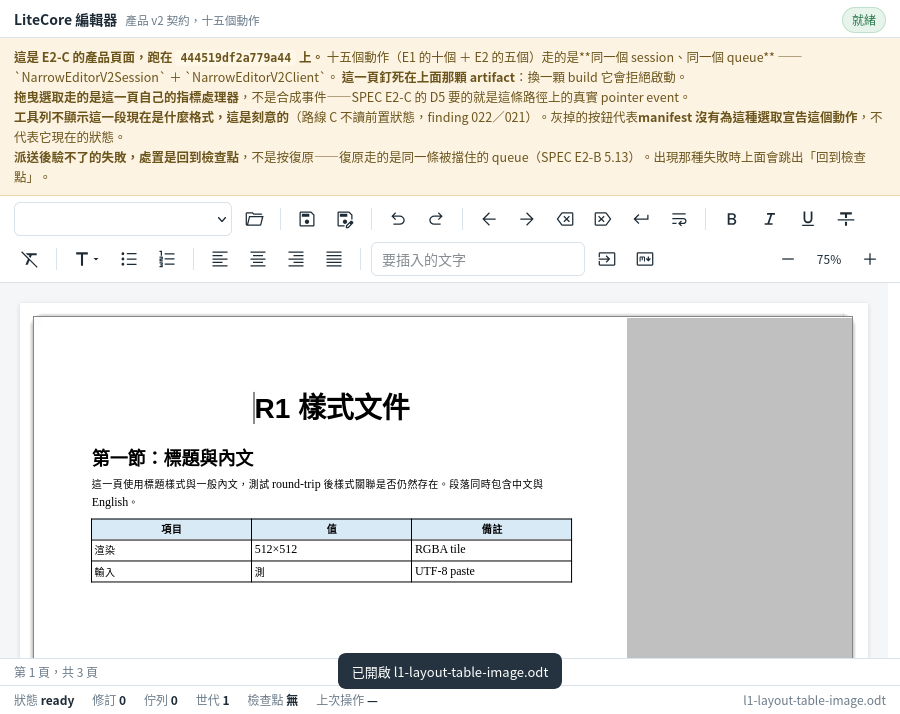 LiteCore 編輯器 產品 v2 契約，十五個動作 就緒
這是 E2-C 的產品頁面，跑在 444519df2a779a44 上。 十五個動作（E1 的十個 ＋ E2 的五個）走的是**同一個 session、同一個 queue** ——
`NarrowEditorV2Session` ＋ `NarrowEditorV2Client`。 這一頁釘死在上面那顆 artifact：換一顆 build 它會拒絕啟動。
拖曳選取走的是這一頁自己的指標處理器，不是合成事件——SPEC E2-C 的 D5 要的就是這條路徑上的真實 pointer event。
工具列不顯示這一段現在是什麼格式，這是刻意的（路線 C 不讀前置狀態，finding 022／021）。灰掉的按鈕代表manifest 沒有為這種選取宣告這個動作，不
代表它現在的狀態。
派送後驗不了的失敗，處置是回到檢查點，不是按復原——復原走的是同一條被擋住的 queue（SPEC E2-B 5.13）。出現那種失敗時上面會跳出「回到檢查
點」。
要插入的文字 75%
R1 樣式文件
第一節：標題與內文
這一頁使用標題樣式與一般內文，測試 round-trip 後樣式關聯是否仍然存在。段落同時包含中文與
English。
項目 值 備註
渲染 512×512 RGBA tile
輸入 測 UTF-8 paste
第 1 頁，共 3 頁
已開啟 l1-layout-table-image.odt
狀態 ready 修訂 0 佇列 0 世代 1 檢查點 無 上次操作 — l1-layout-table-image.odt